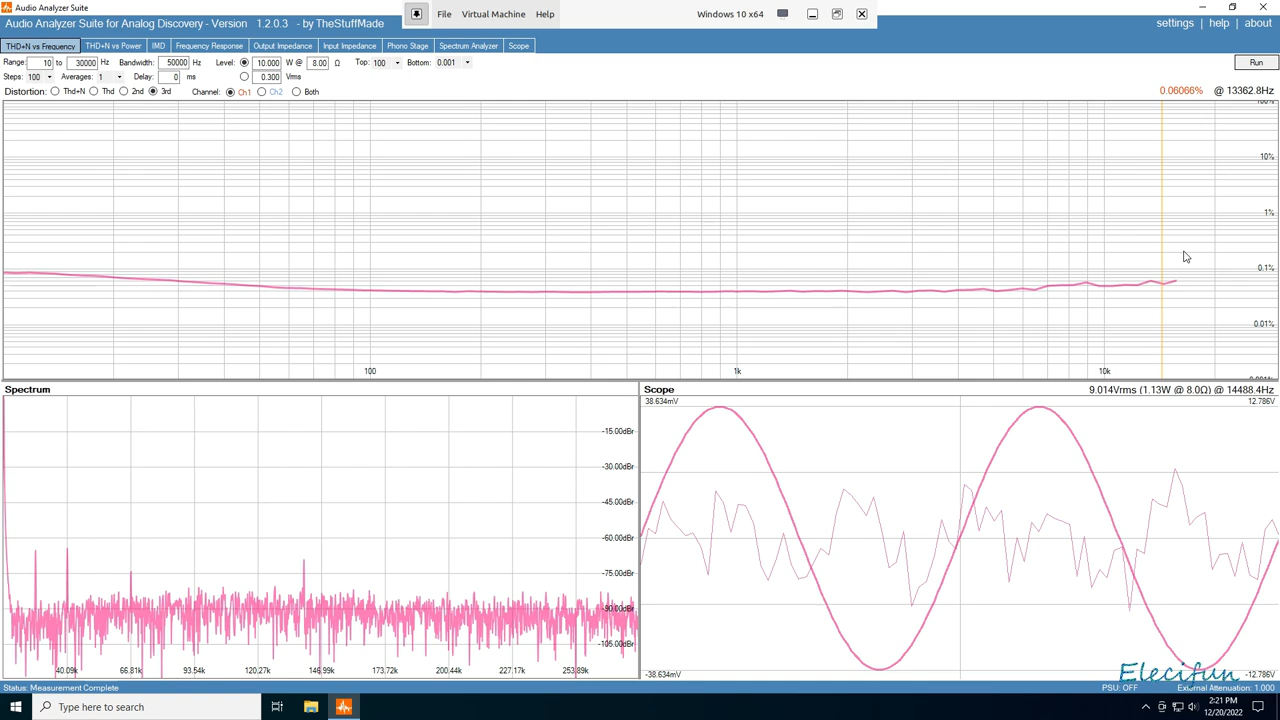 Audio Analyzer Suite
File Virtual Machine Help Windows 10 x64
Audio Analyzer Suite for Analog Discovery - Version 1.2.0.3 - by TheStuffMade settings help about
THD+N vs Frequency THD+N vs Power IMD Frequency Response Output Impedance Input Impedance Phono Stage Spectrum Analyzer Scope
Range: 10 to 30000 Hz Bandwidth: 50000 Hz Level: 10.000 W @ 8.00 Ω Top: 100 Bottom: 0.001 Run
Steps: 100 Averages: 1 Delay: 0 ms 0.300 Vrms
Distortion: Thd+N Thd 2nd 3rd Channel: Ch1 Ch2 Both 0.06066% @ 13362.8Hz
100%
10%
1%
0.1%
0.01%
100 1k 10k 0.001%
Spectrum
-15.00dBr
-30.00dBr
-45.00dBr
-60.00dBr
-75.00dBr
-90.00dBr
-105.00dBr
40.09k 66.81k 93.54k 120.27k 146.99k 173.72k 200.44k 227.17k 253.89k
Scope 9.014Vrms (1.13W @ 8.0Ω) @ 14488.4Hz
38.634mV 12.786V
-38.634mV -12.786V
Elecifun
Status: Measurement Complete PSU: OFF External Attenuation: 1.000
Type here to search
2:21 PM
12/20/2022